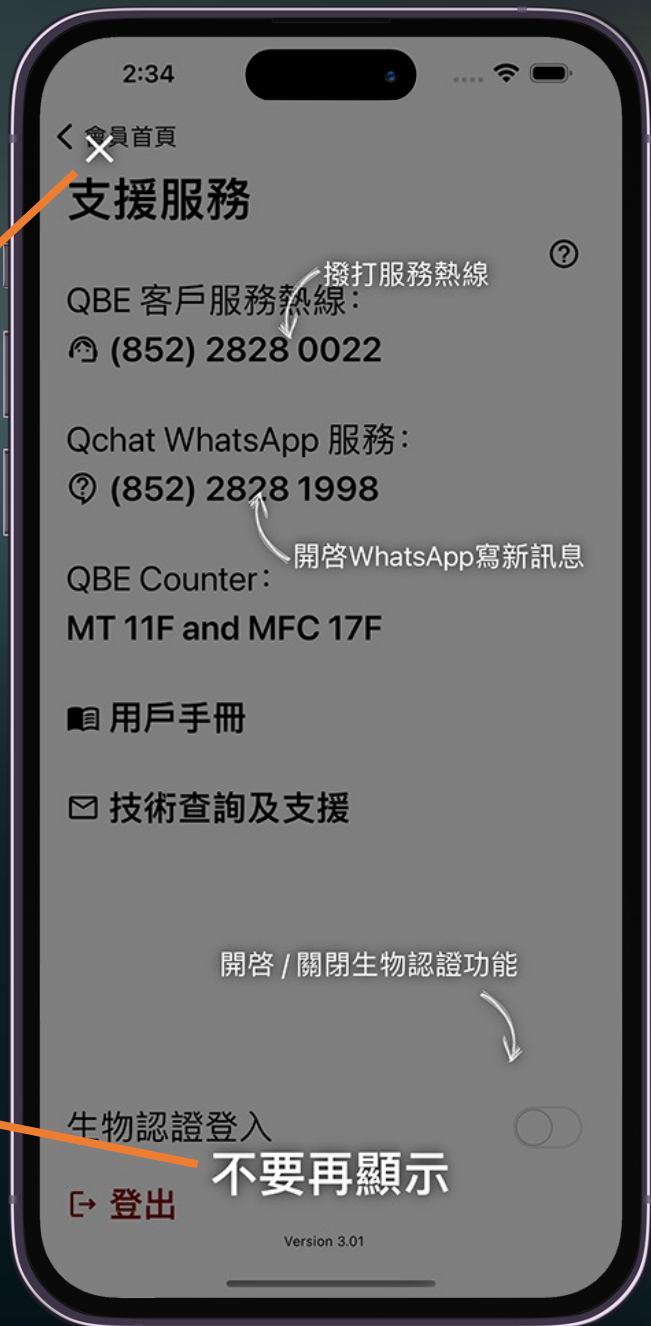 2:34
會員首頁
支援服務
撥打服務熱線
QBE 客戶服務熱線：
(852) 2828 0022
Qchat WhatsApp 服務：
(852) 2828 1998
開啓WhatsApp寫新訊息
QBE Counter：
MT 11F and MFC 17F
用戶手冊
技術查詢及支援
開啓 / 關閉生物認證功能
生物認證登入
不要再顯示
登出
Version 3.01